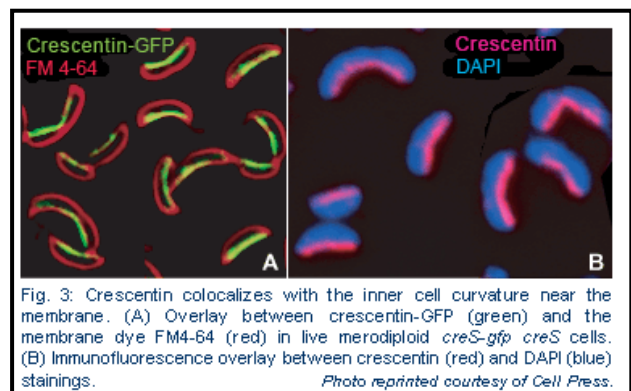 Crescentin-GFP
FM 4-64
A
Crescentin
DAPI
B
Fig. 3: Crescentin colocalizes with the inner cell curvature near the
membrane. (A) Overlay between crescentin-GFP (green) and the
membrane dye FM4-64 (red) in live merodiploid creS-gfp creS cells.
(B) Immunofluorescence overlay between crescentin (red) and DAPI (blue)
stainings. Photo reprinted courtesy of Cell Press.